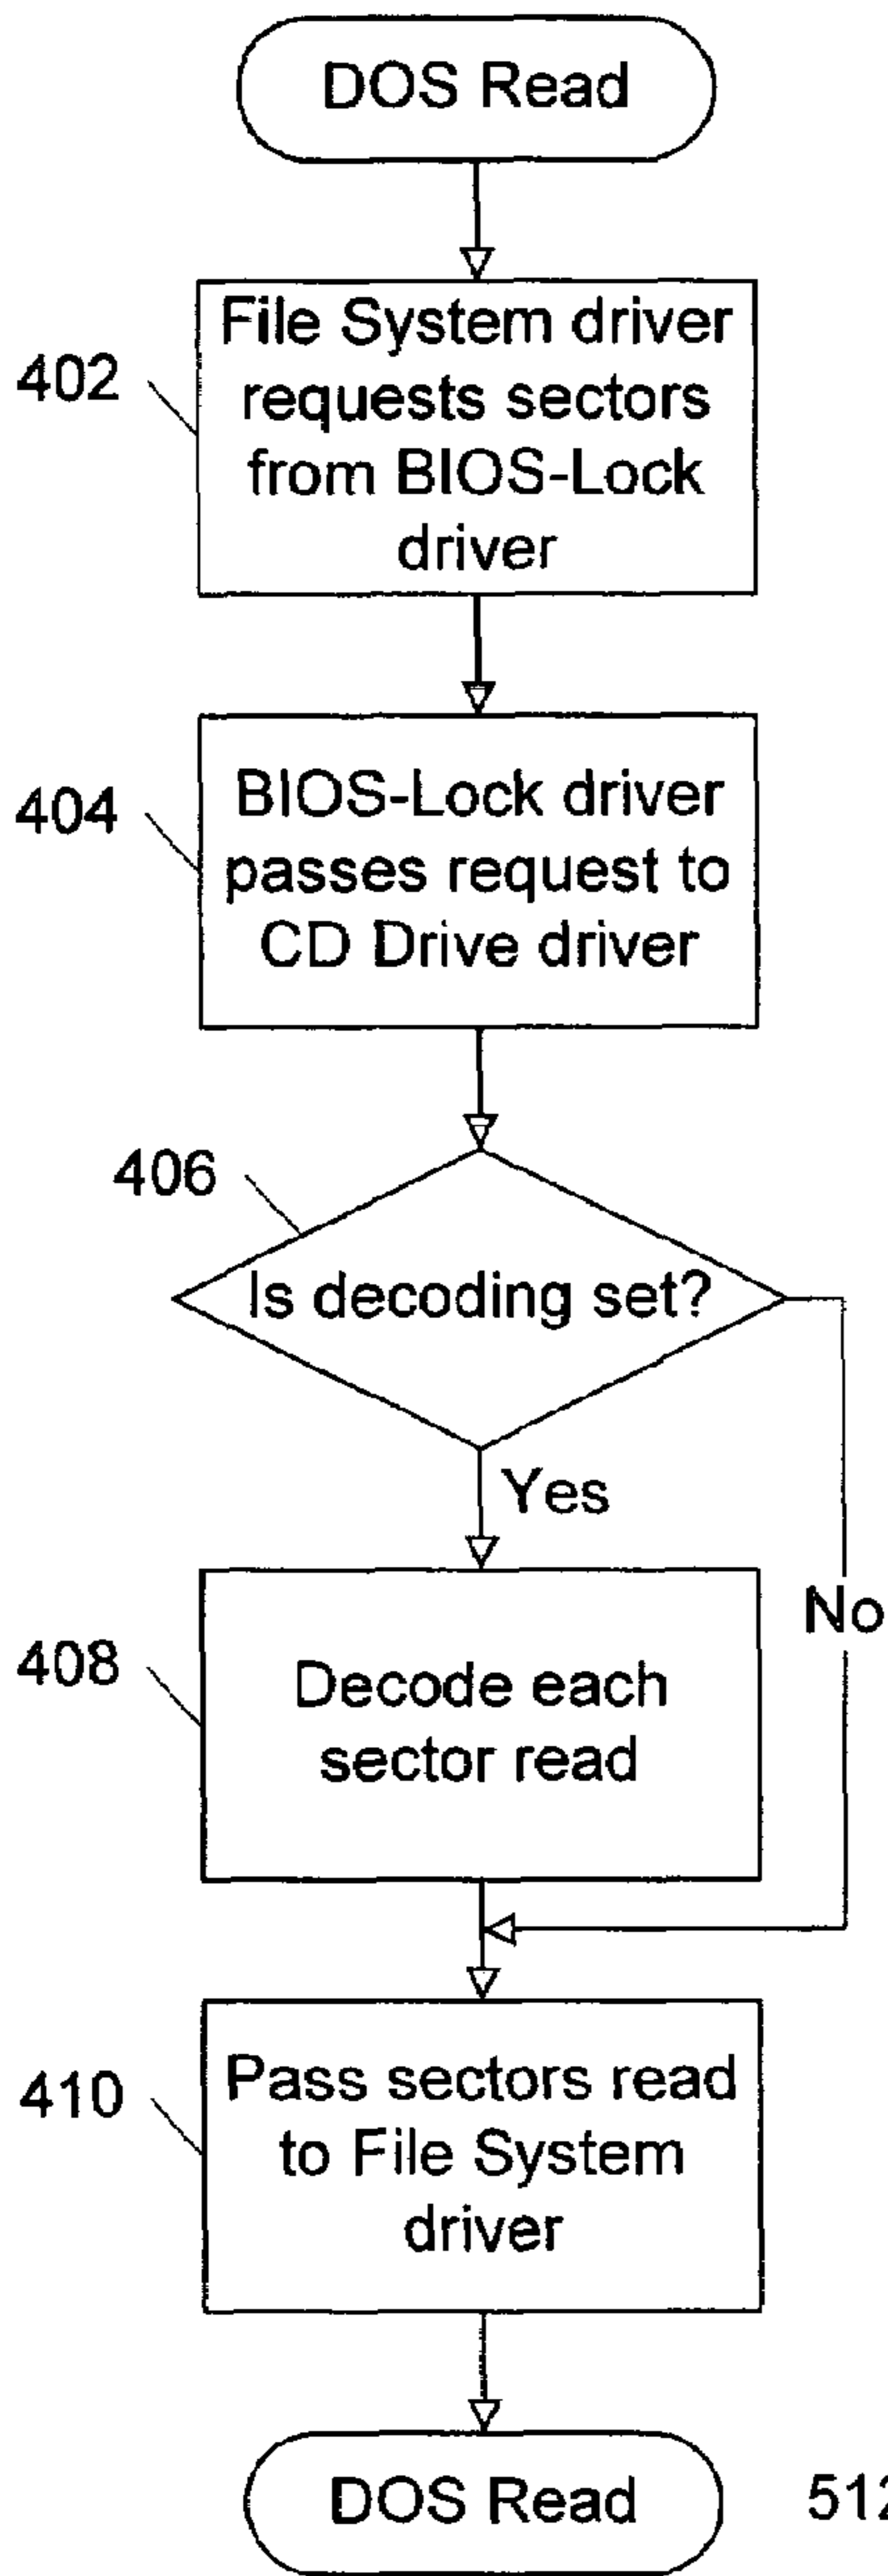 DOS Read
File System driver
402
requests sectors
from BIOS-Lock
driver
BIOS-Lock driver
404
passes request to
CD Drive driver
406
Is decoding set?
Yes
No
408
Decode each
sector read
410
Pass sectors read
to File System
driver
DOS Read
512